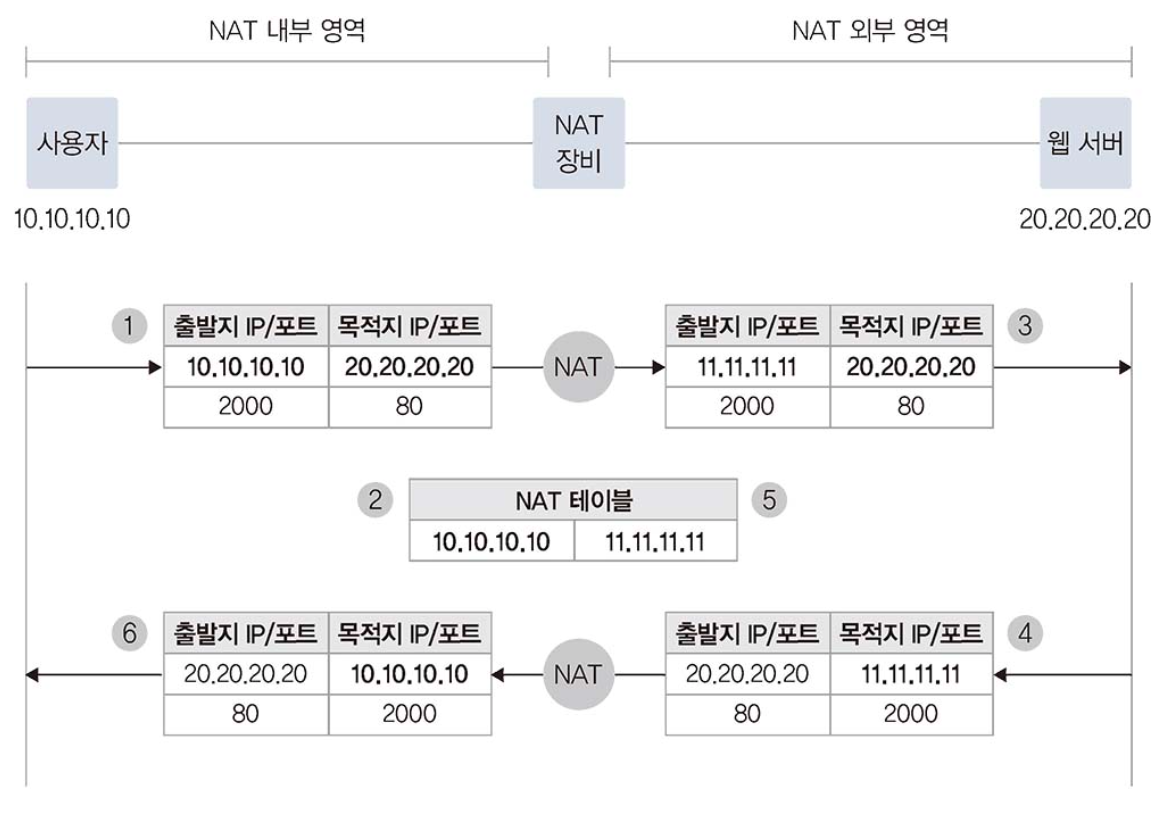 NAT 내부 영역
NAT 외부 영역
사용자
NAT
장비
웹 서버
10.10.10.10
20.20.20.20
1
출발지 IP/포트 목적지 IP/포트
10.10.10.10 20.20.20.20
2000 80
NAT
출발지 IP/포트 목적지 IP/포트
11.11.11.11 20.20.20.20
2000 80
3
2
NAT 테이블
10.10.10.10 11.11.11.11
5
6
출발지 IP/포트 목적지 IP/포트
20.20.20.20 10.10.10.10
80 2000
NAT
출발지 IP/포트 목적지 IP/포트
20.20.20.20 11.11.11.11
80 2000
4